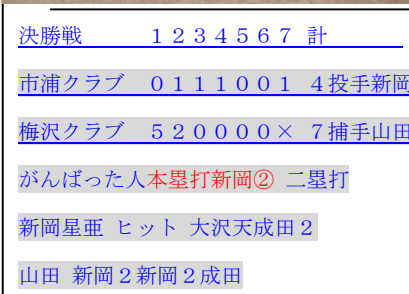 決勝戦　　　１２３４５６７ 計
市浦クラブ　０１１１００１ ４投手新岡
梅沢クラブ　５２００００× ７捕手山田
がんばった人本塁打新岡② 二塁打
新岡星亜 ヒット 大沢天成田２
山田 新岡２新岡２成田